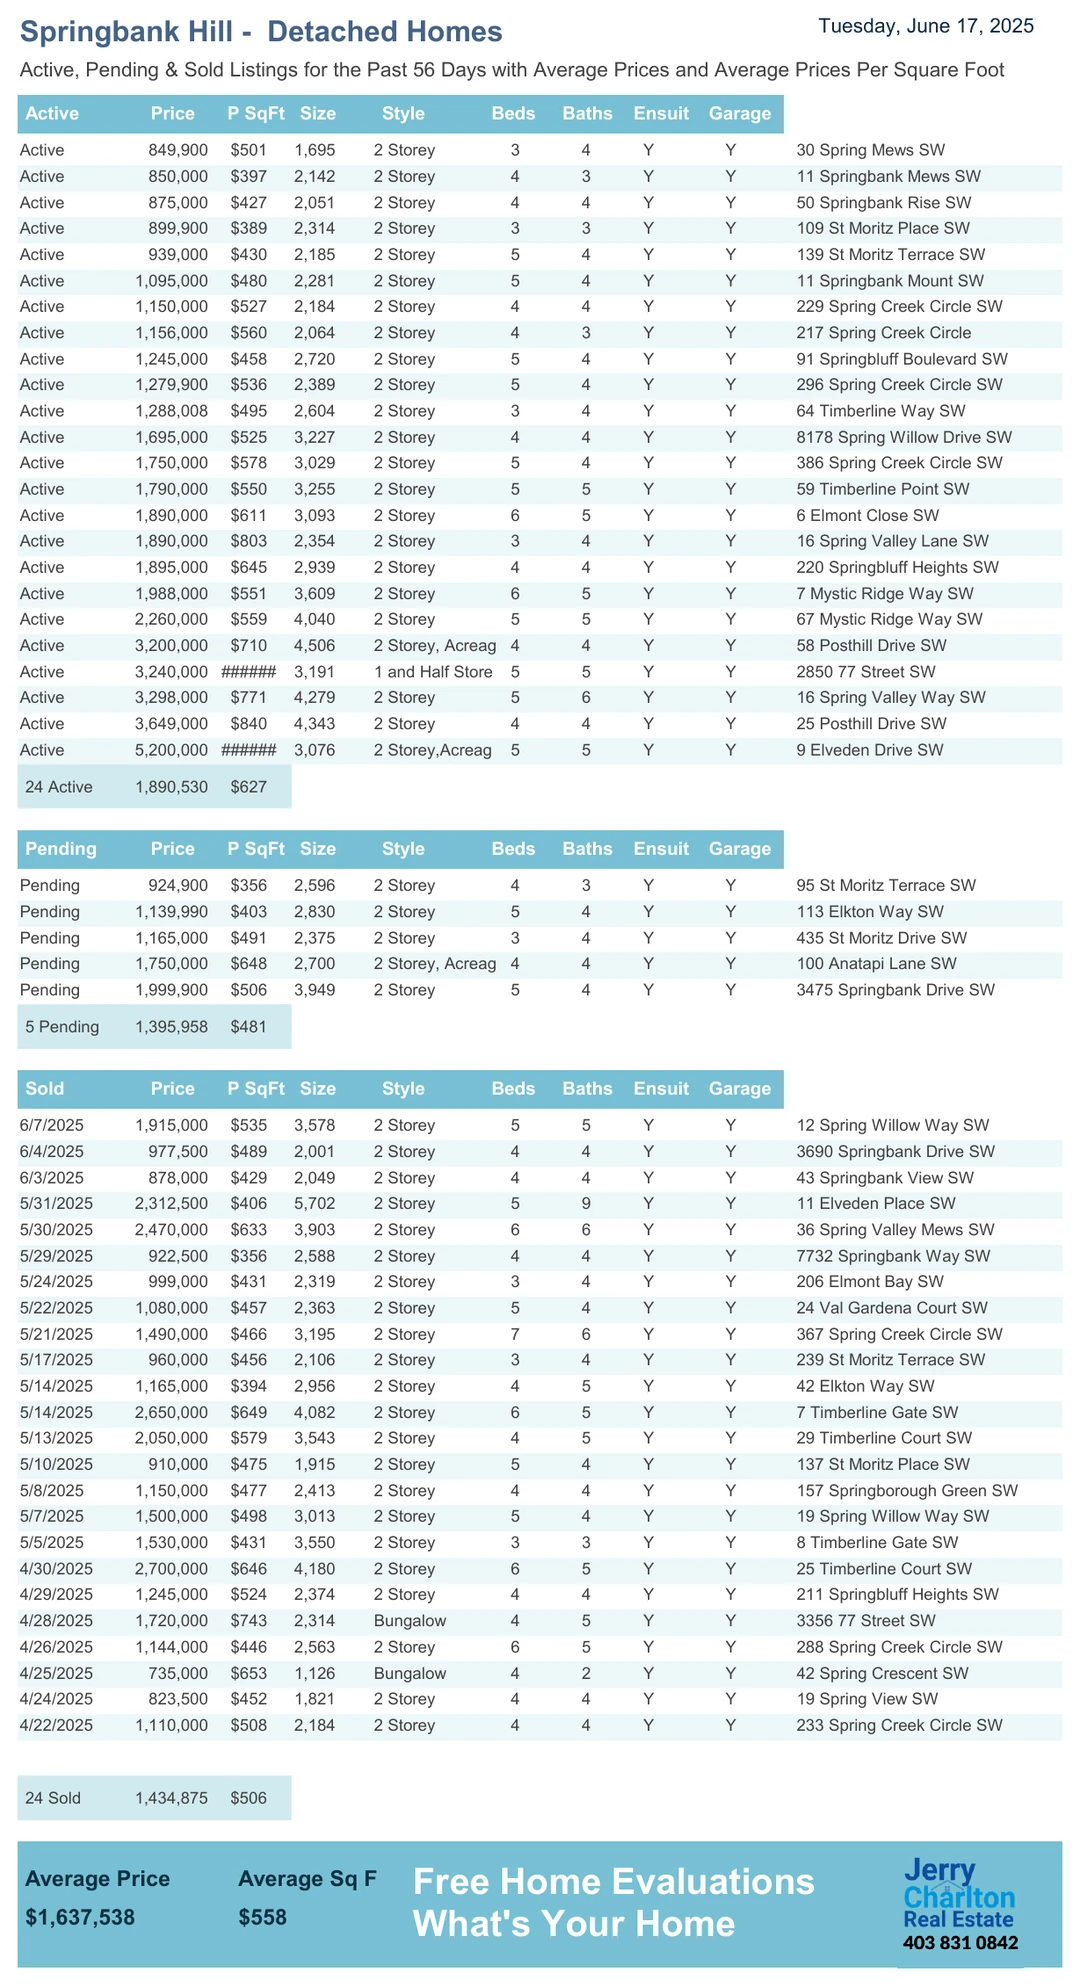 Springbank Hill -  Detached Homes
Tuesday, June 17, 2025
Active, Pending & Sold Listings for the Past 56 Days with Average Prices and Average Prices Per Square Foot
Active Price P SqFt Size Style Beds Baths Ensuit Garage
Active 849,900 $501 1,695 2 Storey 3 4 Y Y 30 Spring Mews SW
Active 850,000 $397 2,142 2 Storey 4 3 Y Y 11 Springbank Mews SW
Active 875,000 $427 2,051 2 Storey 4 4 Y Y 50 Springbank Rise SW
Active 899,900 $389 2,314 2 Storey 3 3 Y Y 109 St Moritz Place SW
Active 939,000 $430 2,185 2 Storey 5 4 Y Y 139 St Moritz Terrace SW
Active 1,095,000 $480 2,281 2 Storey 5 4 Y Y 11 Springbank Mount SW
Active 1,150,000 $527 2,184 2 Storey 4 4 Y Y 229 Spring Creek Circle SW
Active 1,156,000 $560 2,064 2 Storey 4 3 Y Y 217 Spring Creek Circle
Active 1,245,000 $458 2,720 2 Storey 5 4 Y Y 91 Springbluff Boulevard SW
Active 1,279,900 $536 2,389 2 Storey 5 4 Y Y 296 Spring Creek Circle SW
Active 1,288,008 $495 2,604 2 Storey 3 4 Y Y 64 Timberline Way SW
Active 1,695,000 $525 3,227 2 Storey 4 4 Y Y 8178 Spring Willow Drive SW
Active 1,750,000 $578 3,029 2 Storey 5 4 Y Y 386 Spring Creek Circle SW
Active 1,790,000 $550 3,255 2 Storey 5 5 Y Y 59 Timberline Point SW
Active 1,890,000 $611 3,093 2 Storey 6 5 Y Y 6 Elmont Close SW
Active 1,890,000 $803 2,354 2 Storey 3 4 Y Y 16 Spring Valley Lane SW
Active 1,895,000 $645 2,939 2 Storey 4 4 Y Y 220 Springbluff Heights SW
Active 1,988,000 $551 3,609 2 Storey 6 5 Y Y 7 Mystic Ridge Way SW
Active 2,260,000 $559 4,040 2 Storey 5 5 Y Y 67 Mystic Ridge Way SW
Active 3,200,000 $710 4,506 2 Storey, Acreag 4 4 Y Y 58 Posthill Drive SW
Active 3,240,000 ###### 3,191 1 and Half Store 5 5 Y Y 2850 77 Street SW
Active 3,298,000 $771 4,279 2 Storey 5 6 Y Y 16 Spring Valley Way SW
Active 3,649,000 $840 4,343 2 Storey 4 4 Y Y 25 Posthill Drive SW
Active 5,200,000 ###### 3,076 2 Storey,Acreag 5 5 Y Y 9 Elveden Drive SW
24 Active 1,890,530 $627
Pending Price P SqFt Size Style Beds Baths Ensuit Garage
Pending 924,900 $356 2,596 2 Storey 4 3 Y Y 95 St Moritz Terrace SW
Pending 1,139,990 $403 2,830 2 Storey 5 4 Y Y 113 Elkton Way SW
Pending 1,165,000 $491 2,375 2 Storey 3 4 Y Y 435 St Moritz Drive SW
Pending 1,750,000 $648 2,700 2 Storey, Acreag 4 4 Y Y 100 Anatapi Lane SW
Pending 1,999,900 $506 3,949 2 Storey 5 4 Y Y 3475 Springbank Drive SW
5 Pending 1,395,958 $481
Sold Price P SqFt Size Style Beds Baths Ensuit Garage
6/7/2025 1,915,000 $535 3,578 2 Storey 5 5 Y Y 12 Spring Willow Way SW
6/4/2025 977,500 $489 2,001 2 Storey 4 4 Y Y 3690 Springbank Drive SW
6/3/2025 878,000 $429 2,049 2 Storey 4 4 Y Y 43 Springbank View SW
5/31/2025 2,312,500 $406 5,702 2 Storey 5 9 Y Y 11 Elveden Place SW
5/30/2025 2,470,000 $633 3,903 2 Storey 6 6 Y Y 36 Spring Valley Mews SW
5/29/2025 922,500 $356 2,588 2 Storey 4 4 Y Y 7732 Springbank Way SW
5/24/2025 999,000 $431 2,319 2 Storey 3 4 Y Y 206 Elmont Bay SW
5/22/2025 1,080,000 $457 2,363 2 Storey 5 4 Y Y 24 Val Gardena Court SW
5/21/2025 1,490,000 $466 3,195 2 Storey 7 6 Y Y 367 Spring Creek Circle SW
5/17/2025 960,000 $456 2,106 2 Storey 3 4 Y Y 239 St Moritz Terrace SW
5/14/2025 1,165,000 $394 2,956 2 Storey 4 5 Y Y 42 Elkton Way SW
5/14/2025 2,650,000 $649 4,082 2 Storey 6 5 Y Y 7 Timberline Gate SW
5/13/2025 2,050,000 $579 3,543 2 Storey 4 5 Y Y 29 Timberline Court SW
5/10/2025 910,000 $475 1,915 2 Storey 5 4 Y Y 137 St Moritz Place SW
5/8/2025 1,150,000 $477 2,413 2 Storey 4 4 Y Y 157 Springborough Green SW
5/7/2025 1,500,000 $498 3,013 2 Storey 5 4 Y Y 19 Spring Willow Way SW
5/5/2025 1,530,000 $431 3,550 2 Storey 3 3 Y Y 8 Timberline Gate SW
4/30/2025 2,700,000 $646 4,180 2 Storey 6 5 Y Y 25 Timberline Court SW
4/29/2025 1,245,000 $524 2,374 2 Storey 4 4 Y Y 211 Springbluff Heights SW
4/28/2025 1,720,000 $743 2,314 Bungalow 4 5 Y Y 3356 77 Street SW
4/26/2025 1,144,000 $446 2,563 2 Storey 6 5 Y Y 288 Spring Creek Circle SW
4/25/2025 735,000 $653 1,126 Bungalow 4 2 Y Y 42 Spring Crescent SW
4/24/2025 823,500 $452 1,821 2 Storey 4 4 Y Y 19 Spring View SW
4/22/2025 1,110,000 $508 2,184 2 Storey 4 4 Y Y 233 Spring Creek Circle SW
24 Sold 1,434,875 $506
Average Price Average Sq F
$1,637,538 $558
Free Home Evaluations
What's Your Home
Jerry
Charlton
Real Estate
403 831 0842